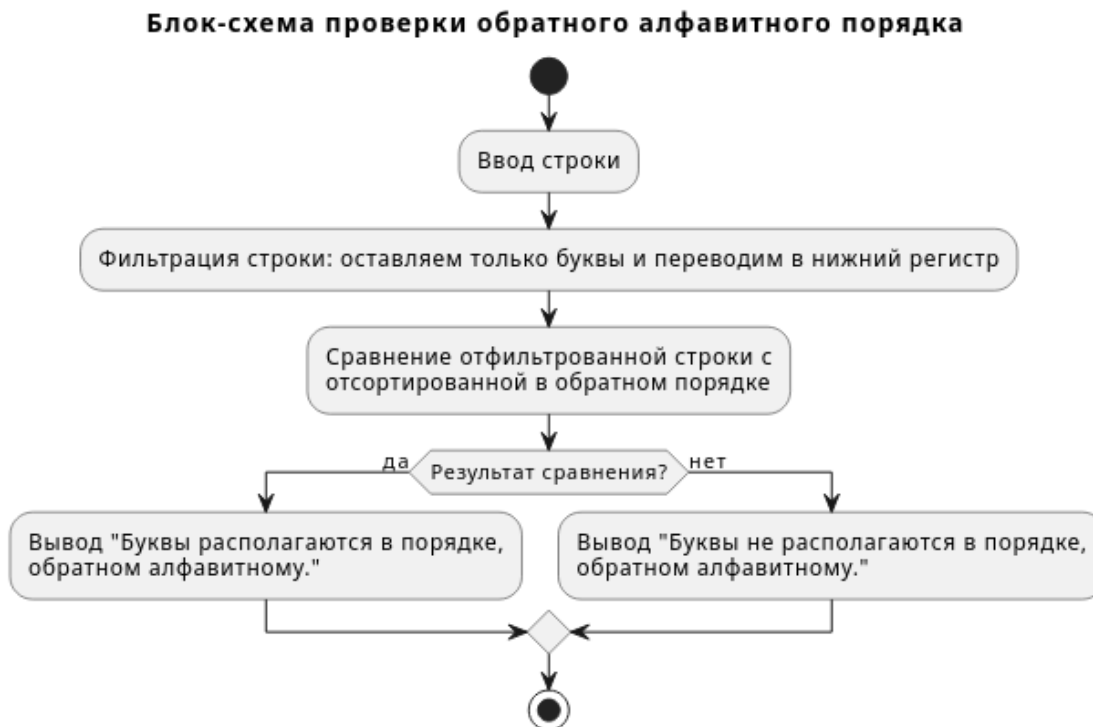 Блок-схема проверки обратного алфавитного порядка
Ввод строки
Фильтрация строки: оставляем только буквы и переводим в нижний регистр
Сравнение отфильтрованной строки с
отсортированной в обратном порядке
да
Результат сравнения?
нет
Вывод "Буквы располагаются в порядке,
обратном алфавитному."
Вывод "Буквы не располагаются в порядке,
обратном алфавитному."